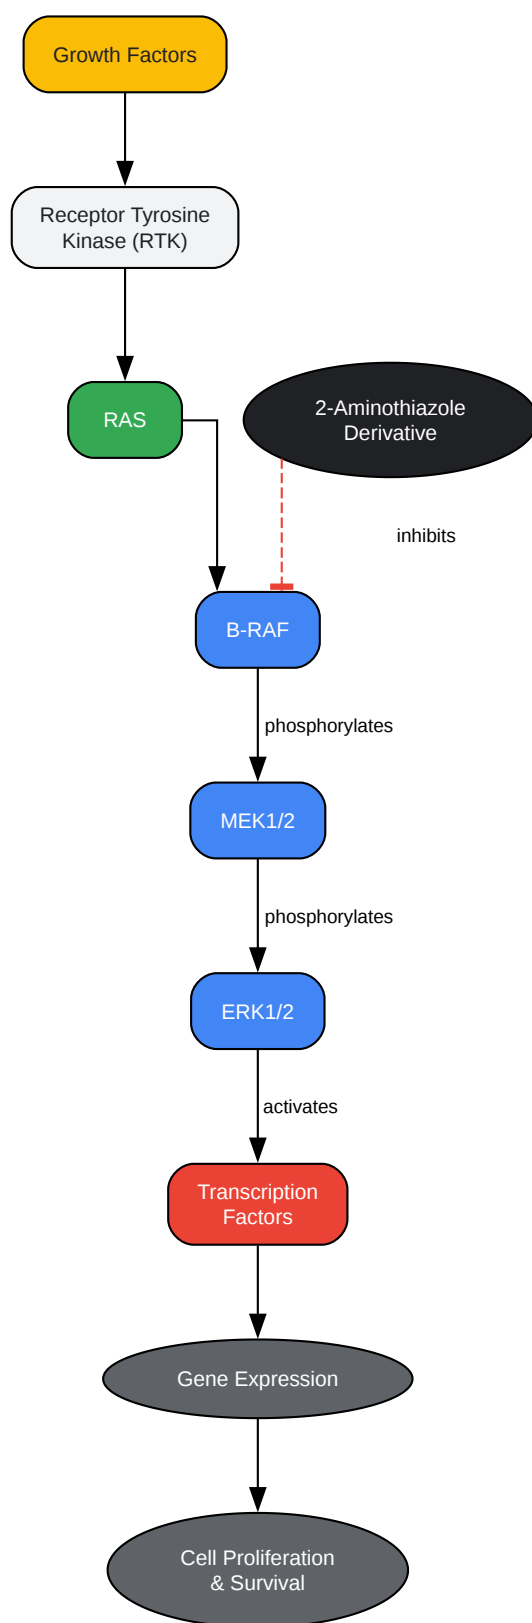 Growth Factors
Receptor Tyrosine
Kinase (RTK)
RAS
2-Aminothiazole
Derivative
inhibits
B-RAF
phosphorylates
MEK1/2
phosphorylates
ERK1/2
activates
Transcription
Factors
Gene Expression
Cell Proliferation
& Survival